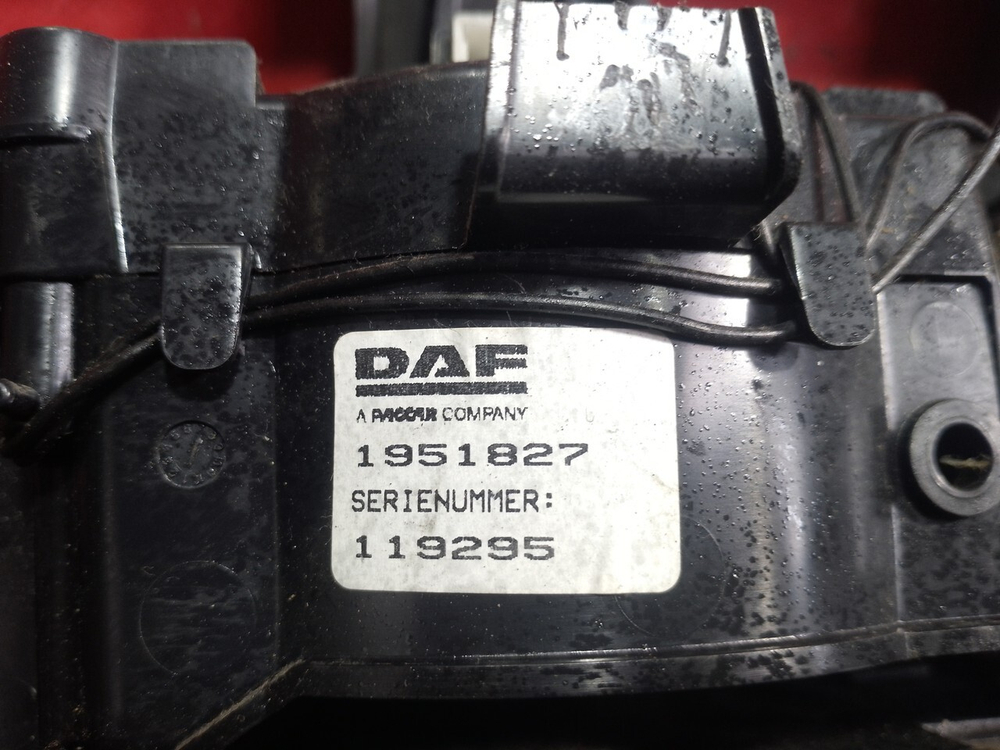 DAF
A PACCAR COMPANY
1951827
SERIENUMMER:
119295